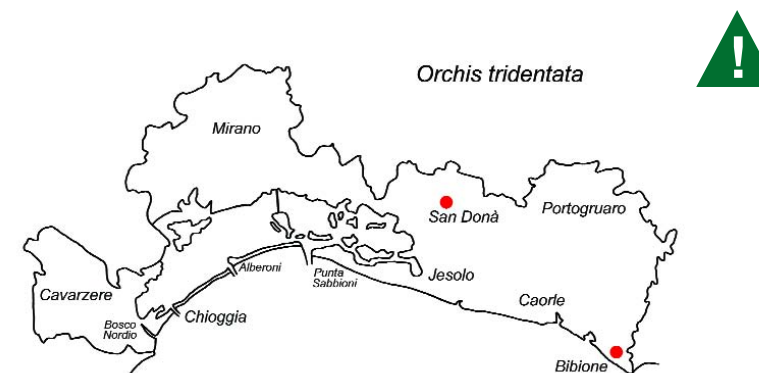 Orchis tridentata
!
Mirano
San Donà
Portogruaro
Alberoni
Punta
Sabbioni
Jesolo
Cavarzere
Caorle
Chioggia
Bosco
Nordio
Bibione